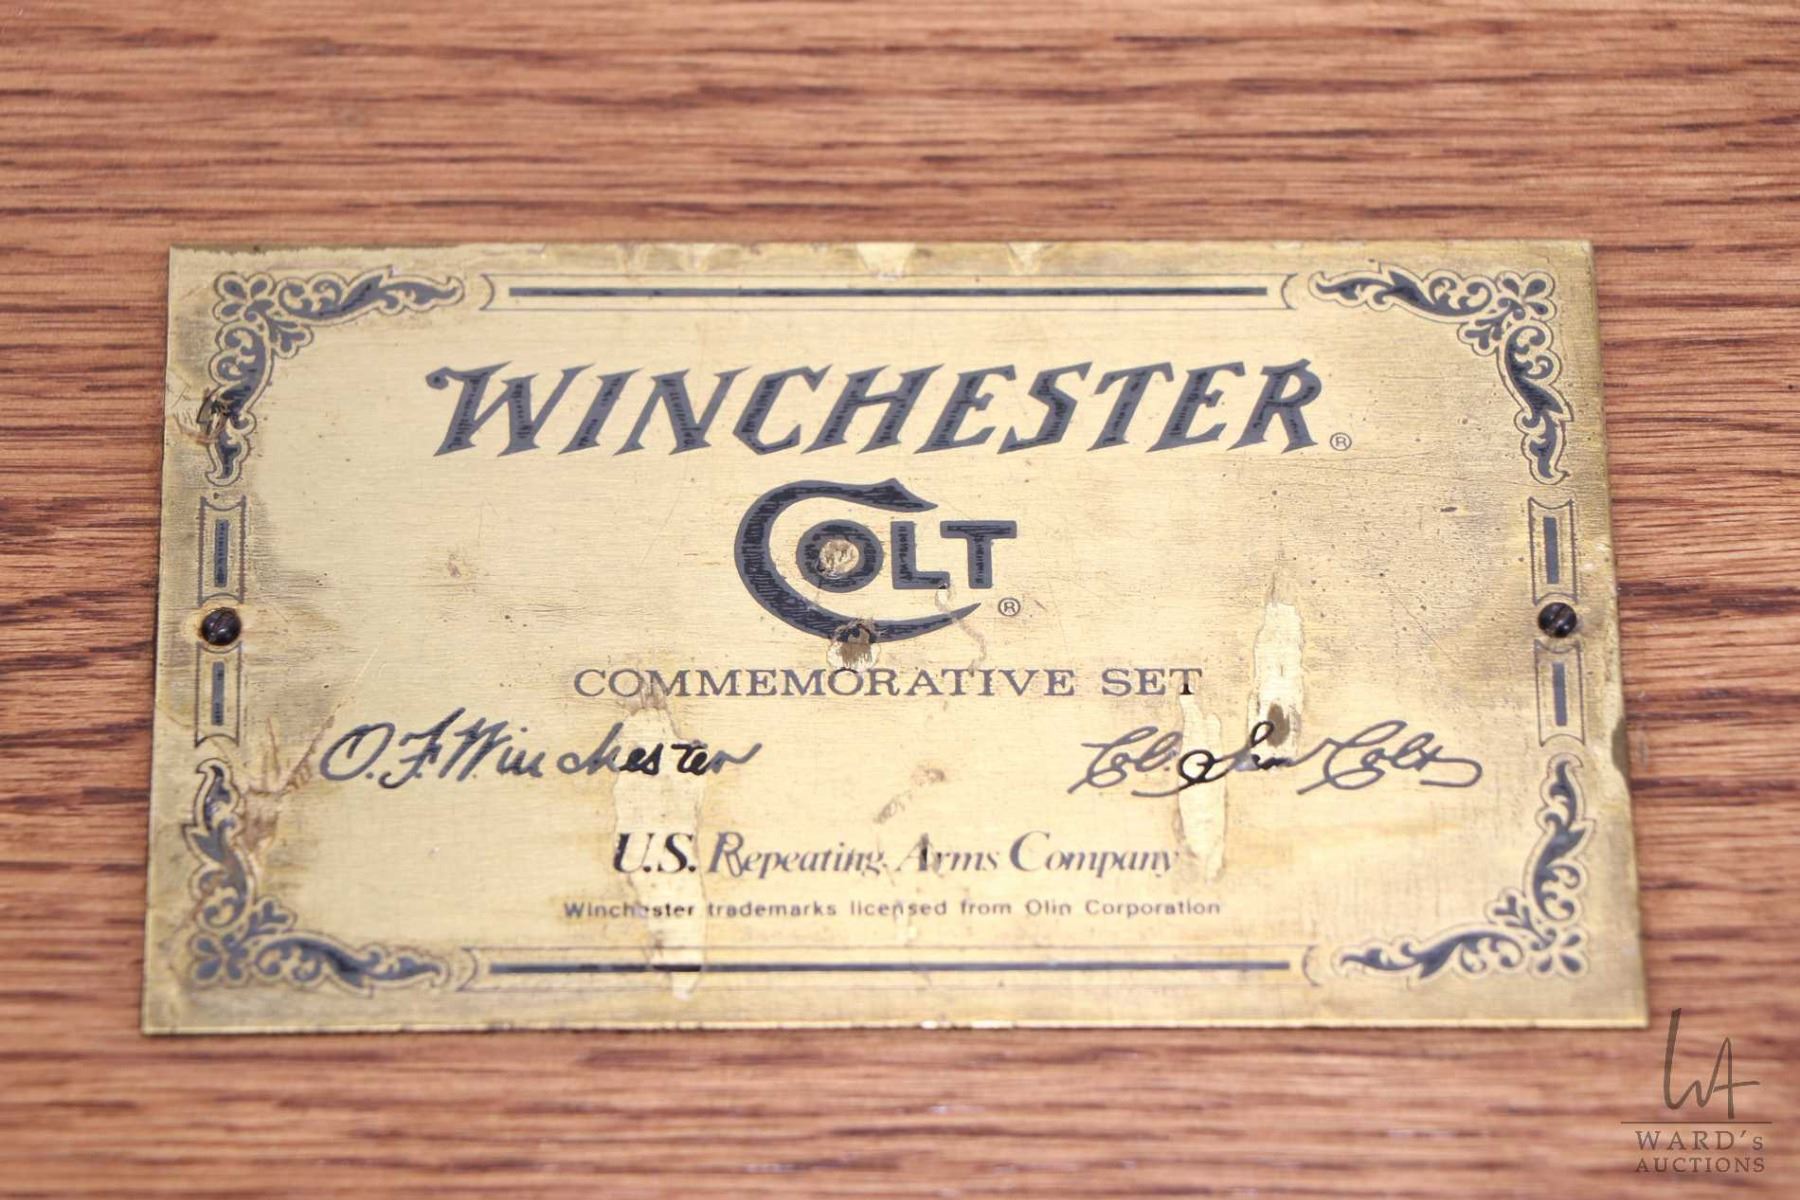 WINCHESTER®
COLT®
COMMEMORATIVE SET
O. F. Winchester
Col. Sam Colt
U.S. Repeating Arms Company
Winchester trademarks licensed from Olin Corporation
WA
WARD's
AUCTIONS